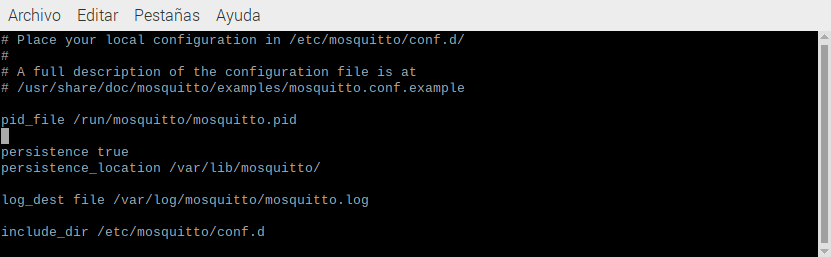 Archivo Editar Pestañas Ayuda
# Place your local configuration in /etc/mosquitto/conf.d/
#
# A full description of the configuration file is at
# /usr/share/doc/mosquitto/examples/mosquitto.conf.example
pid_file /run/mosquitto/mosquitto.pid
persistence true
persistence_location /var/lib/mosquitto/
log_dest file /var/log/mosquitto/mosquitto.log
include_dir /etc/mosquitto/conf.d